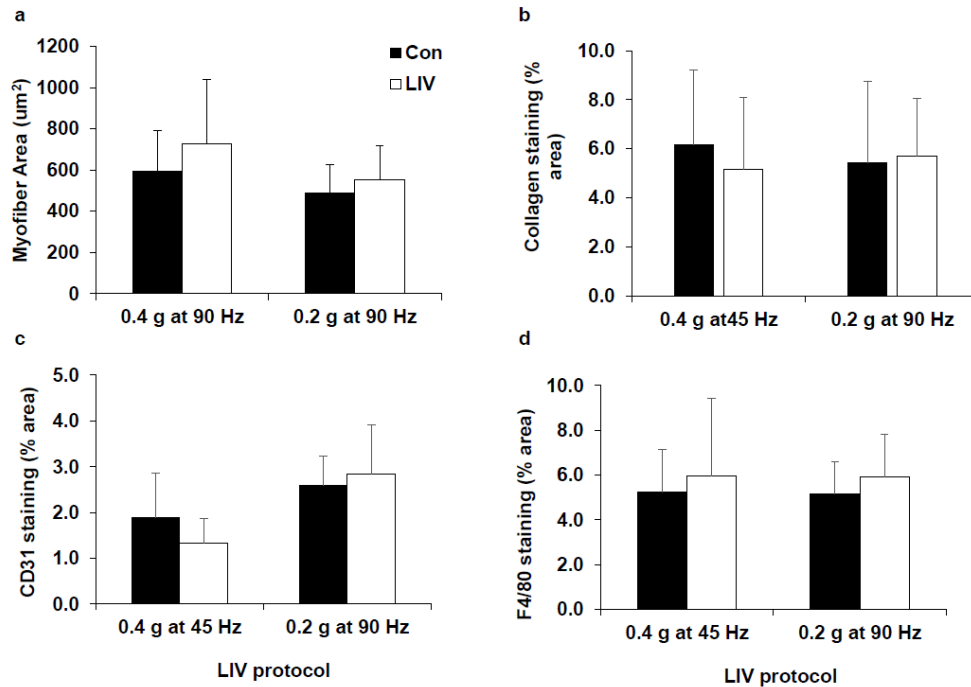 a
1200
1000
800
600
400
200
0
Myofiber Area (um²)
Con
LIV
0.4 g at 90 Hz
0.2 g at 90 Hz
b
10.0
8.0
6.0
4.0
2.0
0.0
Collagen staining (%
area)
0.4 g at45 Hz
0.2 g at 90 Hz
c
5.0
4.0
3.0
2.0
1.0
0.0
CD31 staining (% area)
0.4 g at 45 Hz
0.2 g at 90 Hz
LIV protocol
d
10.0
8.0
6.0
4.0
2.0
0.0
F4/80 staining (% area)
0.4 g at 45 Hz
0.2 g at 90 Hz
LIV protocol